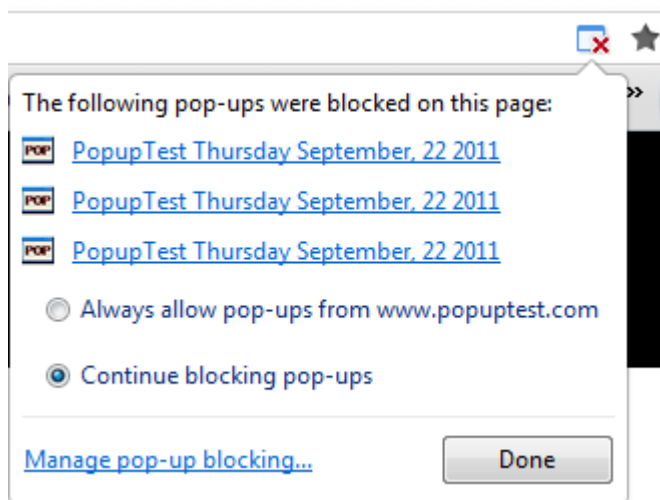 »
The following pop-ups were blocked on this page:
POP PopupTest Thursday September, 22 2011
POP PopupTest Thursday September, 22 2011
POP PopupTest Thursday September, 22 2011
Always allow pop-ups from www.popuptest.com
Continue blocking pop-ups
Manage pop-up blocking...
Done